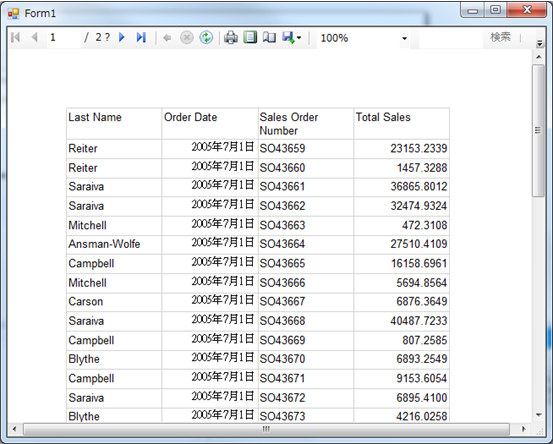 Form1
1 / 2 ? 100% 検索
Last Name Order Date Sales Order Number Total Sales
Reiter 2005年7月1日 SO43659 23153.2339
Reiter 2005年7月1日 SO43660 1457.3288
Saraiva 2005年7月1日 SO43661 36865.8012
Saraiva 2005年7月1日 SO43662 32474.9324
Mitchell 2005年7月1日 SO43663 472.3108
Ansman-Wolfe 2005年7月1日 SO43664 27510.4109
Campbell 2005年7月1日 SO43665 16158.6961
Mitchell 2005年7月1日 SO43666 5694.8564
Carson 2005年7月1日 SO43667 6876.3649
Saraiva 2005年7月1日 SO43668 40487.7233
Campbell 2005年7月1日 SO43669 807.2585
Blythe 2005年7月1日 SO43670 6893.2549
Campbell 2005年7月1日 SO43671 9153.6054
Saraiva 2005年7月1日 SO43672 6895.4100
Blythe 2005年7月1日 SO43673 4216.0258